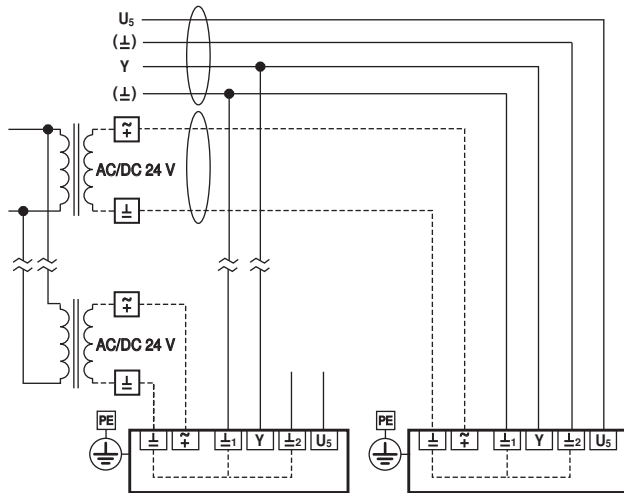 U5
(⊥)
Y
(⊥)
~
+
AC/DC 24 V
⊥
~
+
AC/DC 24 V
⊥
PE
⊥ ~+ ⊥1 Y ⊥2 U5
PE
⊥ ~+ ⊥1 Y ⊥2 U5